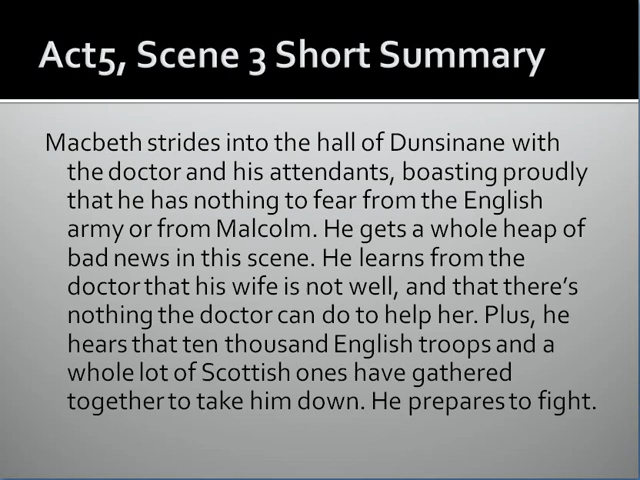 Act5, Scene 3 Short Summary
Macbeth strides into the hall of Dunsinane with
the doctor and his attendants, boasting proudly
that he has nothing to fear from the English
army or from Malcolm. He gets a whole heap of
bad news in this scene. He learns from the
doctor that his wife is not well, and that there’s
nothing the doctor can do to help her. Plus, he
hears that ten thousand English troops and a
whole lot of Scottish ones have gathered
together to take him down. He prepares to fight.